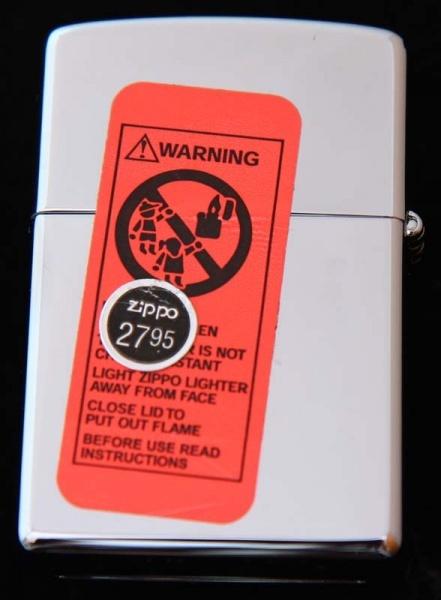 WARNING
zippo
2795
EN
R IS NOT
STANT
LIGHT ZIPPO LIGHTER
AWAY FROM FACE
CLOSE LID TO
PUT OUT FLAME
BEFORE USE READ
INSTRUCTIONS